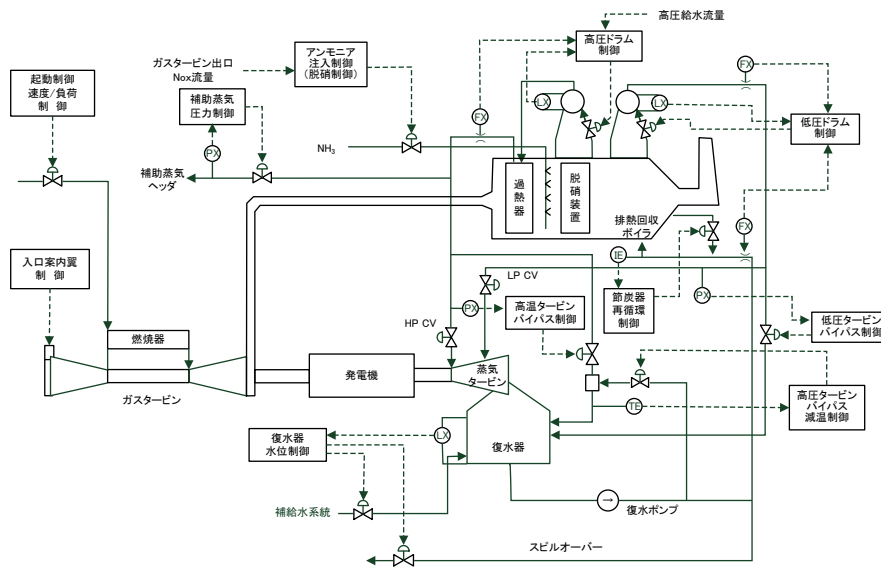 高圧給水流量
高圧ドラム
制御
ガスタービン出口
Nox流量
アンモニア
注入制御
(脱硝制御)
起動制御
速度/負荷
制 御
補助蒸気
圧力制御
FX
LX
LX
FX
低圧ドラム
制御
PX
NH₃
補助蒸気
ヘッダ
過熱器
脱硝装置
排熱回収
ボイラ
FX
入口案内翼
制 御
IE
LP CV
節炭器
再循環
制御
PX
高温タービン
バイパス制御
PX
低圧タービン
バイパス制御
HP CV
燃焼器
発電機
蒸気
タービン
ガスタービン
TE
高圧タービン
バイパス
減温制御
復水器
水位制御
LX
復水器
補給水系統
復水ポンプ
スピルオーバー